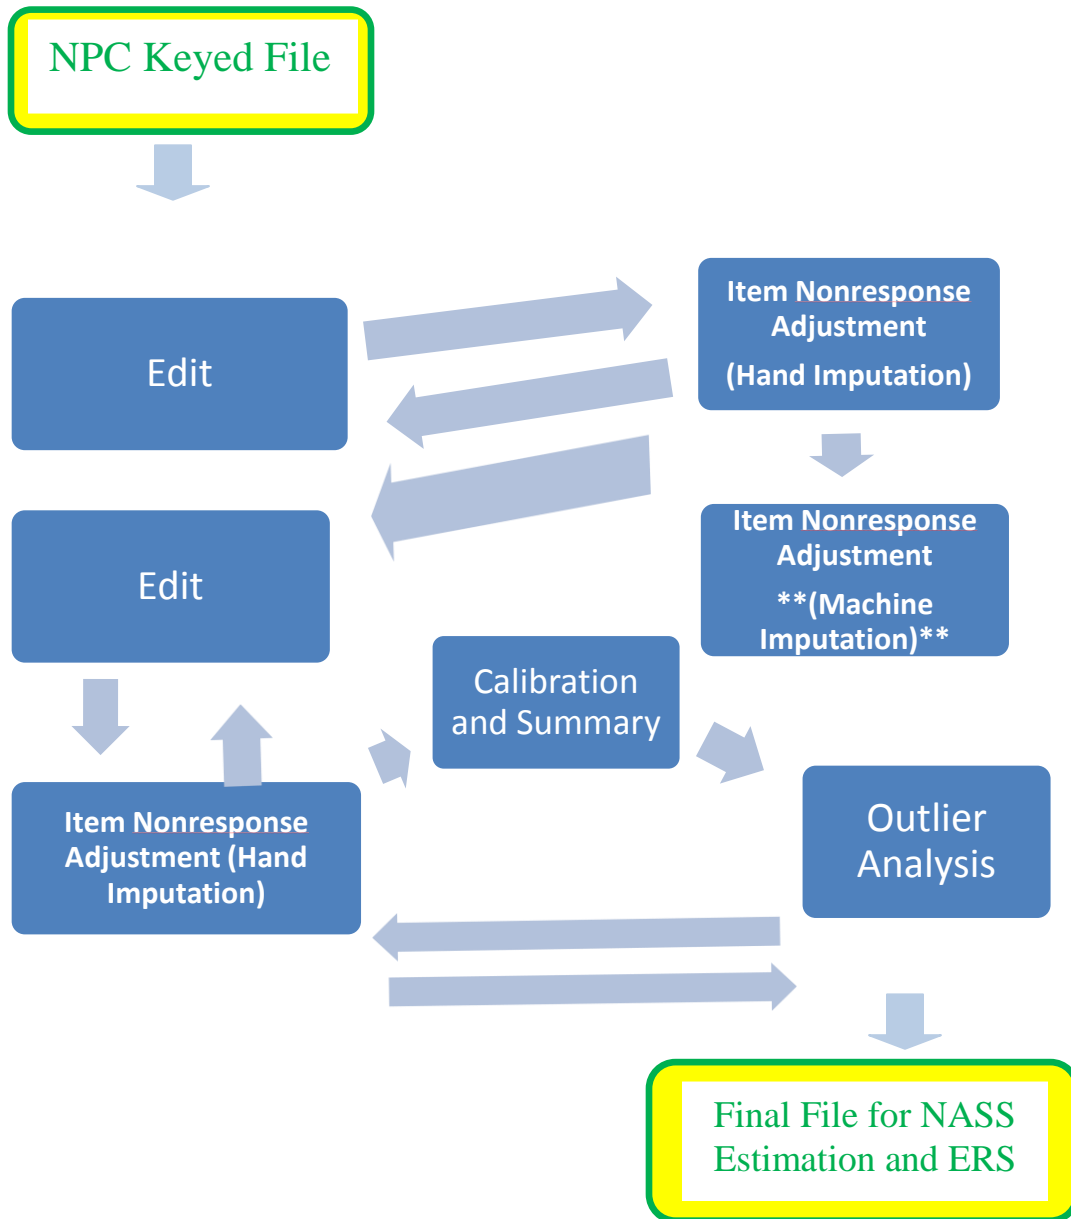 NPC Keyed File
Edit
Item Nonresponse
Adjustment
(Hand Imputation)
Edit
Item Nonresponse
Adjustment
**(Machine
Imputation)**
Calibration
and Summary
Item Nonresponse
Adjustment (Hand
Imputation)
Outlier
Analysis
Final File for NASS
Estimation and ERS